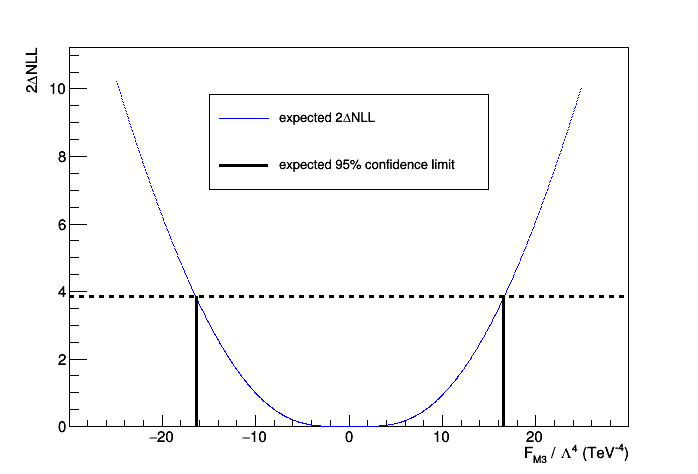 2ΔNLL
10
8
6
4
2
0
expected 2ΔNLL
expected 95% confidence limit
−20 −10 0 10 20
F_M3 / Λ^4 (TeV^-4)